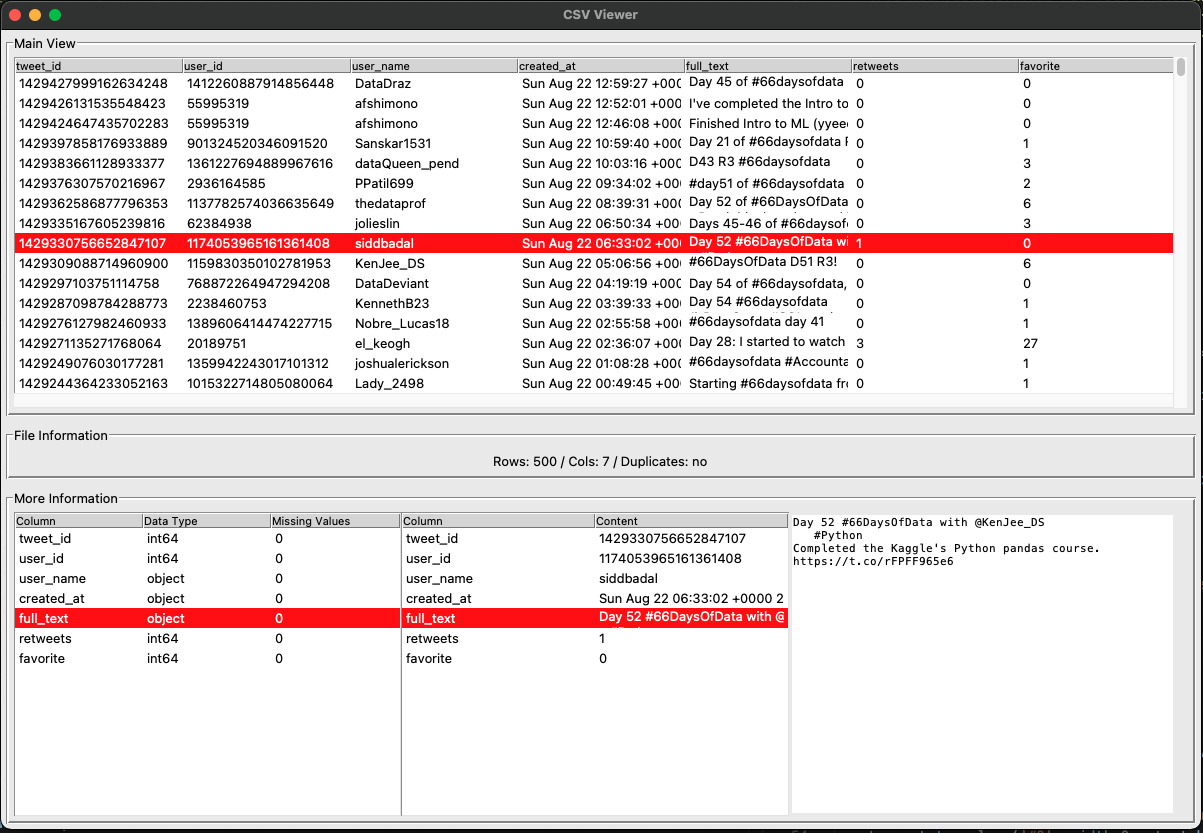 CSV Viewer
Main View
tweet_id user_id user_name created_at full_text retweets favorite
1429427999162634248 1412260887914856448 DataDraz Sun Aug 22 12:59:27 +000 Day 45 of #66daysofdata 0 0
1429426131535548423 55995319 afshimono Sun Aug 22 12:52:01 +000 I've completed the Intro to 0 0
1429424647435702283 55995319 afshimono Sun Aug 22 12:46:08 +000 Finished Intro to ML (yyee 0 0
1429397858176933889 901324520346091520 Sanskar1531 Sun Aug 22 10:59:40 +000 Day 21 of #66daysofdata 0 1
1429383661128933377 1361227694889967616 dataQueen_pend Sun Aug 22 10:03:16 +000 D43 R3 #66daysofdata 0 3
1429376307570216967 2936164585 PPatil699 Sun Aug 22 09:34:02 +000 #day51 of #66daysofdata 0 2
1429362586877796353 1137782574036635649 thedataprof Sun Aug 22 08:39:31 +000 Day 52 of #66DaysOfData 0 6
1429335167605239816 62384938 jolieslin Sun Aug 22 06:50:34 +000 Days 45-46 of #66daysof 0 3
1429330756652847107 1174053965161361408 siddbadal Sun Aug 22 06:33:02 +000 Day 52 #66DaysOfData wi 1 0
1429309088714960900 1159830350102781953 KenJee_DS Sun Aug 22 05:06:56 +000 #66DaysOfData D51 R3! 0 6
1429297103751114758 768872264947294208 DataDeviant Sun Aug 22 04:19:19 +000 Day 54 of #66daysofdata, 0 0
1429287098784288773 2238460753 KennethB23 Sun Aug 22 03:39:33 +000 Day 54 #66daysofdata 0 1
1429276127982460933 1389606414474227715 Nobre_Lucas18 Sun Aug 22 02:55:58 +000 #66daysofdata day 41 0 1
1429271135271768064 20189751 el_keogh Sun Aug 22 02:36:07 +000 Day 28: I started to watch 3 27
1429249076030177281 1359942243017101312 joshualerickson Sun Aug 22 01:08:28 +000 #66daysofdata #Accounta 0 1
1429244364233052163 1015322714805080064 Lady_2498 Sun Aug 22 00:49:45 +000 Starting #66daysofdata fr 0 1
File Information
Rows: 500 / Cols: 7 / Duplicates: no
More Information
Column Data Type Missing Values
tweet_id int64 0
user_id int64 0
user_name object 0
created_at object 0
full_text object 0
retweets int64 0
favorite int64 0
Column Content
tweet_id 1429330756652847107
user_id 1174053965161361408
user_name siddbadal
created_at Sun Aug 22 06:33:02 +0000 2
full_text Day 52 #66DaysOfData with @
retweets 1
favorite 0
Day 52 #66DaysOfData with @KenJee_DS
#Python
Completed the Kaggle's Python pandas course.
https://t.co/rFPFF965e6